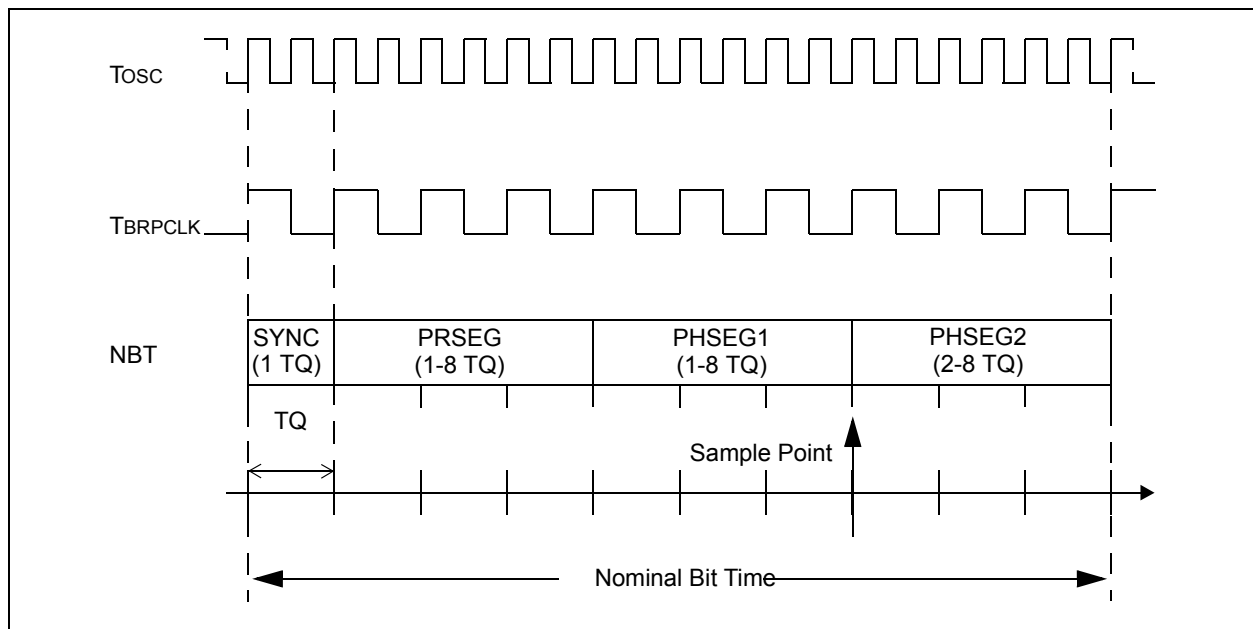 TOSC
TBRPCLK
NBT
SYNC
(1 TQ)
PRSEG
(1-8 TQ)
PHSEG1
(1-8 TQ)
PHSEG2
(2-8 TQ)
TQ
Sample Point
Nominal Bit Time